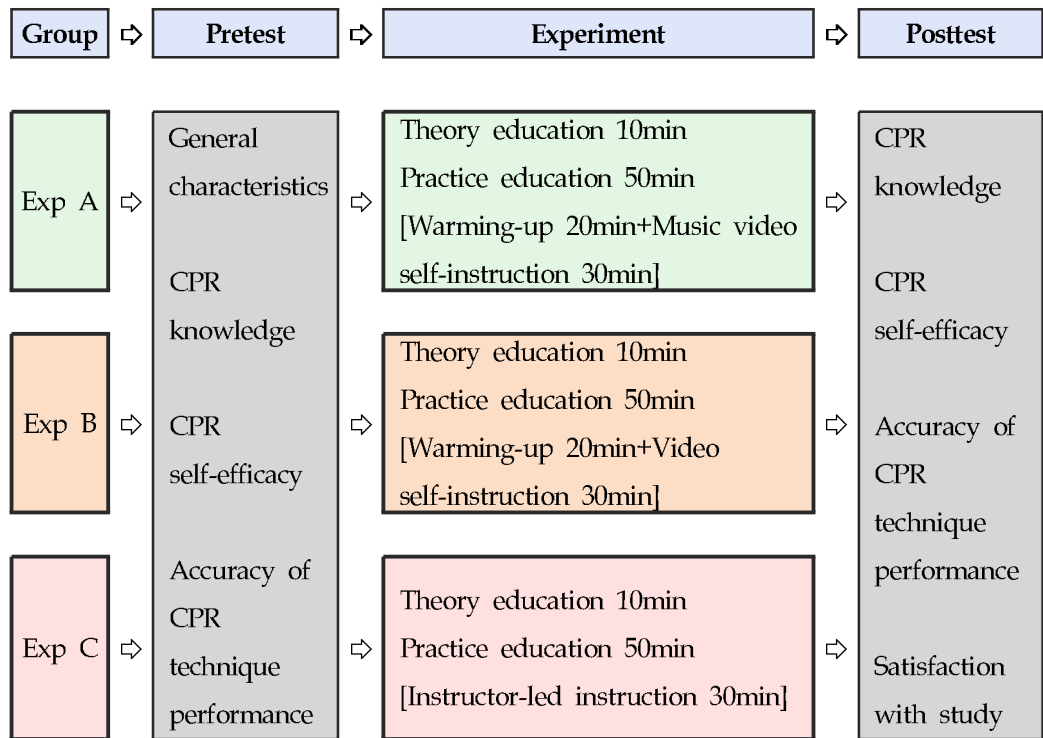 Group ⇨ Pretest ⇨ Experiment ⇨ Posttest
Exp A
Exp B
Exp C
General
characteristics
CPR
knowledge
CPR
self-efficacy
Accuracy of
CPR
technique
performance
Theory education 10min
Practice education 50min
[Warming-up 20min+Music video
self-instruction 30min]
Theory education 10min
Practice education 50min
[Warming-up 20min+Video
self-instruction 30min]
Theory education 10min
Practice education 50min
[Instructor-led instruction 30min]
CPR
knowledge
CPR
self-efficacy
Accuracy of
CPR
technique
performance
Satisfaction
with study